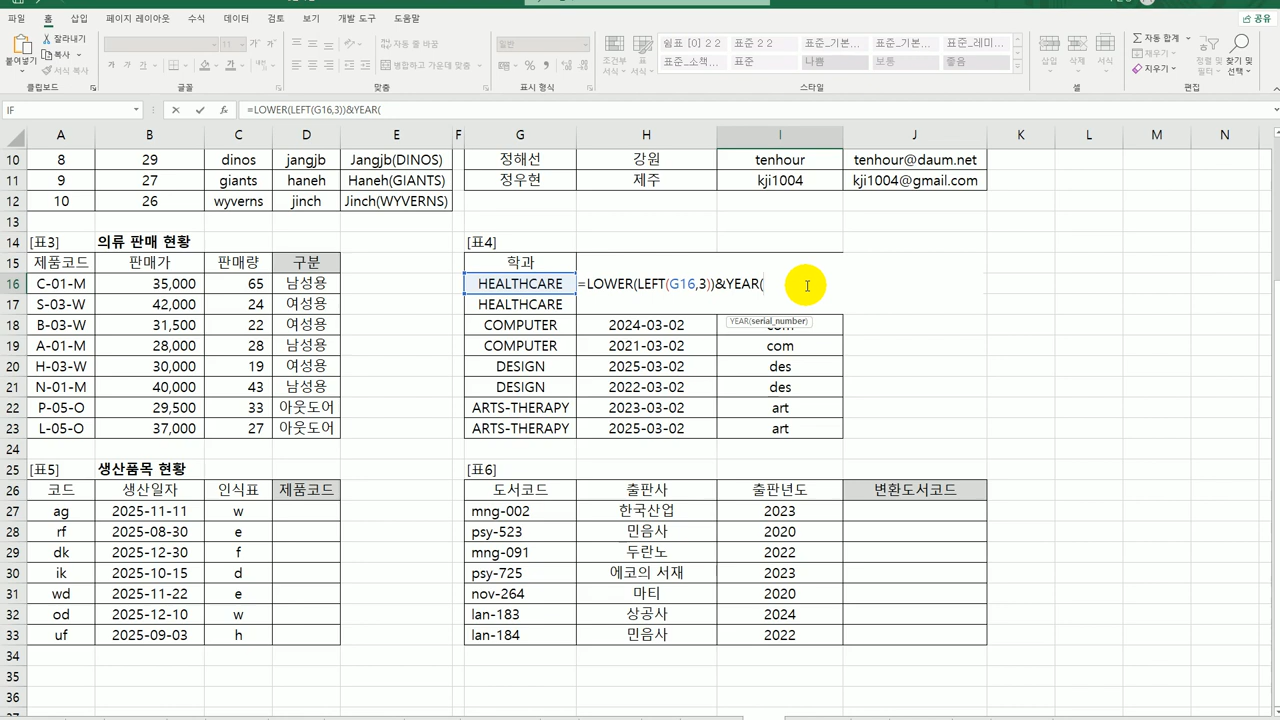 파일 홈 삽입 페이지 레이아웃 수식 데이터 검토 보기 개발 도구 도움말 공유
붙여넣기 잘라내기 복사 서식 복사 11 가 가 가 가 가 자동 줄 바꿈 병합하고 가운데 맞춤 일반 조건부 서식 표 서식 쉼표 [0] 2 2 표준 2 2 표준_기본... 표준_기본... 표준_레미... 표준_소책... 표준 나쁨 보통 좋음 삽입 삭제 서식 자동 합계 채우기 지우기 정렬 및 필터 찾기 및 선택
클립보드 글꼴 맞춤 표시 형식 스타일 셀 편집
IF =LOWER(LEFT(G16,3))&YEAR(
A B C D E F G H I J K L M N
10 8 29 dinos jangjb Jangjb(DINOS) 정해선 강원 tenhour tenhour@daum.net
11 9 27 giants haneh Haneh(GIANTS) 정우현 제주 kji1004 kji1004@gmail.com
12 10 26 wyverns jinch Jinch(WYVERNS)
13
14 [표3] 의류 판매 현황 [표4]
15 제품코드 판매가 판매량 구분 학과
16 C-01-M 35,000 65 남성용 HEALTHCARE =LOWER(LEFT(G16,3))&YEAR(
17 S-03-W 42,000 24 여성용 HEALTHCARE
YEAR(serial_number)
18 B-03-W 31,500 22 여성용 COMPUTER 2024-03-02 com
19 A-01-M 28,000 28 남성용 COMPUTER 2021-03-02 com
20 H-03-W 30,000 19 여성용 DESIGN 2025-03-02 des
21 N-01-M 40,000 43 남성용 DESIGN 2022-03-02 des
22 P-05-O 29,500 33 아웃도어 ARTS-THERAPY 2023-03-02 art
23 L-05-O 37,000 27 아웃도어 ARTS-THERAPY 2025-03-02 art
24
25 [표5] 생산품목 현황 [표6]
26 코드 생산일자 인식표 제품코드 도서코드 출판사 출판년도 변환도서코드
27 ag 2025-11-11 w mng-002 한국산업 2023
28 rf 2025-08-30 e psy-523 민음사 2020
29 dk 2025-12-30 f mng-091 두란노 2022
30 ik 2025-10-15 d psy-725 에코의 서재 2023
31 wd 2025-11-22 e nov-264 마티 2020
32 od 2025-12-10 w lan-183 상공사 2024
33 uf 2025-09-03 h lan-184 민음사 2022
34
35
36